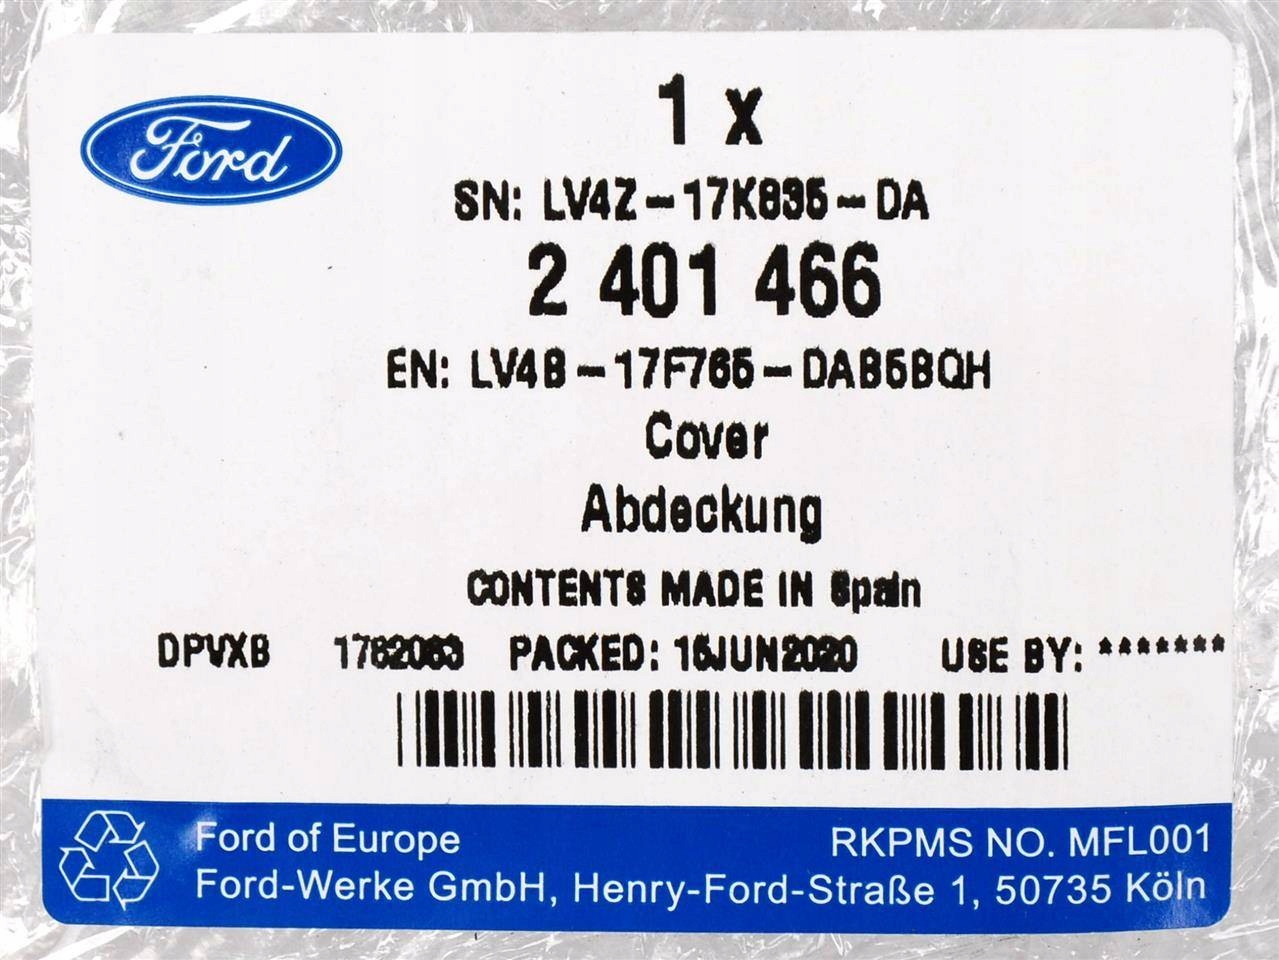 Ford
1 x
SN: LV4Z-17K835-DA
2 401 466
EN: LV4B-17F765-DAB5BQH
Cover
Abdeckung
CONTENTS MADE IN Spain
DPVXB PACKED: 15JUN2020 USE BY: *******
Ford of Europe RKPMS NO. MFL001
Ford-Werke GmbH, Henry-Ford-Straße 1, 50735 Köln